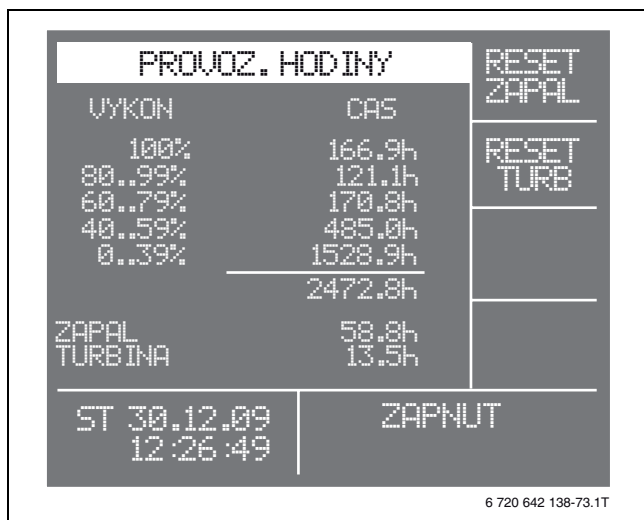 PROVOZ. HODINY
RESET
ZAPAL
VYKON CAS
100% 166.9h
80..99% 121.1h
60..79% 170.8h
40..59% 485.0h
0..39% 1528.9h
2472.8h
RESET
TURB
ZAPAL 58.8h
TURBINA 13.5h
ST 30.12.09
12:26:49
ZAPNUT
6 720 642 138-73.1T